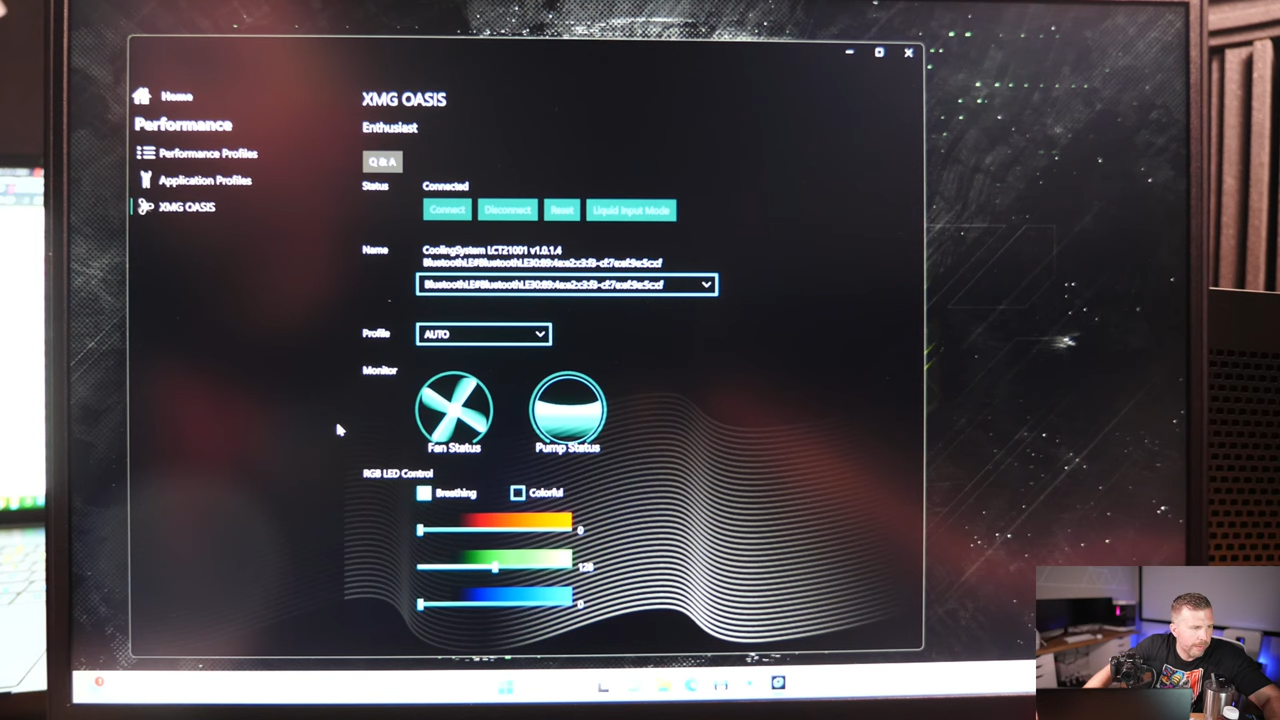 Home
Performance
Performance Profiles
Application Profiles
XMG OASIS
XMG OASIS
Enthusiast
Q & A
Status
Connected
Connect
Disconnect
Reset
Liquid Input Mode
Name
CoolingSystem LCT21001 v1.0.1.4
Profile
AUTO
Monitor
Fan Status
Pump Status
RGB LED Control
Breathing
Colorful
0
128
0